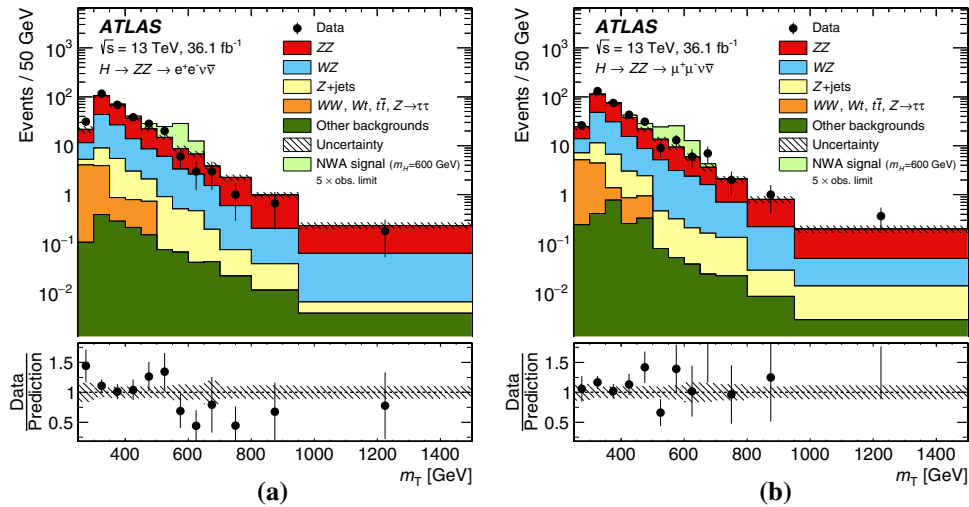 Events / 50 GeV
10³
10²
10
1
10⁻¹
10⁻²
ATLAS
√s = 13 TeV, 36.1 fb⁻¹
H → ZZ → e⁺e⁻νν̅
Data
ZZ
WZ
Z+jets
WW, Wt, tt̅, Z→ττ
Other backgrounds
Uncertainty
NWA signal (m_H=600 GeV)
5 × obs. limit
Data
Prediction
1.5
1
0.5
400 600 800 1000 1200 1400
m_T [GeV]
(a)
Events / 50 GeV
10³
10²
10
1
10⁻¹
10⁻²
ATLAS
√s = 13 TeV, 36.1 fb⁻¹
H → ZZ → μ⁺μ⁻νν̅
Data
ZZ
WZ
Z+jets
WW, Wt, tt̅, Z→ττ
Other backgrounds
Uncertainty
NWA signal (m_H=600 GeV)
5 × obs. limit
Data
Prediction
1.5
1
0.5
400 600 800 1000 1200 1400
m_T [GeV]
(b)